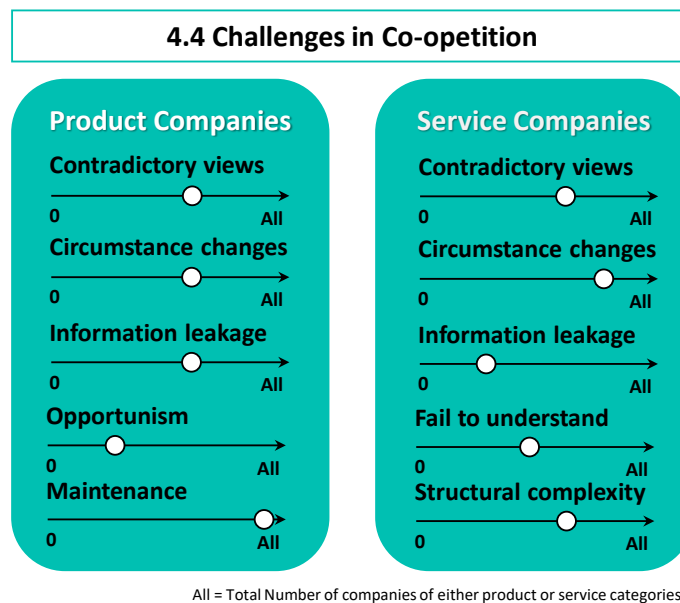 4.4 Challenges in Co-opetition
Product Companies
Contradictory views
0 All
Circumstance changes
0 All
Information leakage
0 All
Opportunism
0 All
Maintenance
0 All
Service Companies
Contradictory views
0 All
Circumstance changes
0 All
Information leakage
0 All
Fail to understand
0 All
Structural complexity
0 All
All = Total Number of companies of either product or service categories